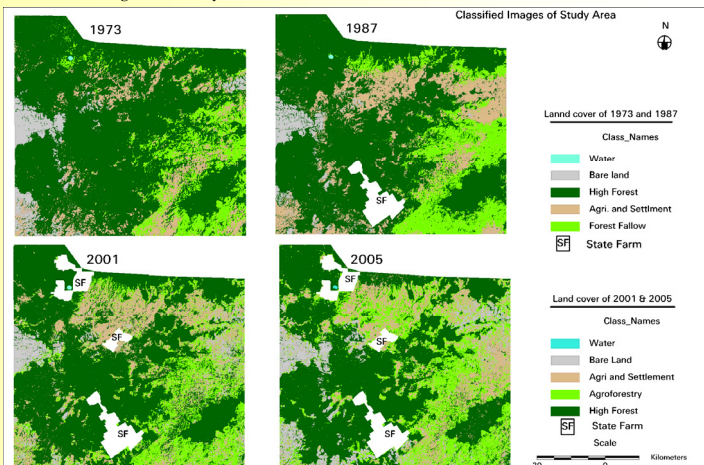 Classified Images of Study Area
1973
1987
N
Lannd cover of 1973 and 1987
Class_Names
Water
Bare land
High Forest
Agri. and Settlment
Forest Fallow
SF State Farm
SF
2001
2005
SF
SF
SF
SF
SF
SF
Land cover of 2001 & 2005
Class_Names
Water
Bare Land
Agri and Settlement
Agroforestry
High Forest
SF State Farm
Scale
Kilometers